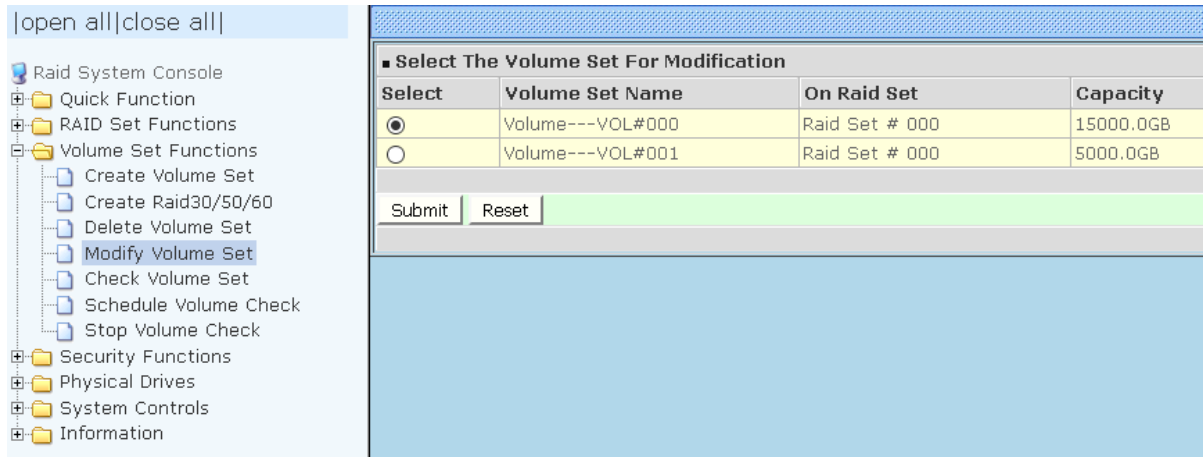 |open all|close all|
Raid System Console
Quick Function
RAID Set Functions
Volume Set Functions
Create Volume Set
Create Raid30/50/60
Delete Volume Set
Modify Volume Set
Check Volume Set
Schedule Volume Check
Stop Volume Check
Security Functions
Physical Drives
System Controls
Information
Select The Volume Set For Modification
Select Volume Set Name On Raid Set Capacity
Volume---VOL#000 Raid Set # 000 15000.0GB
Volume---VOL#001 Raid Set # 000 5000.0GB
Submit Reset